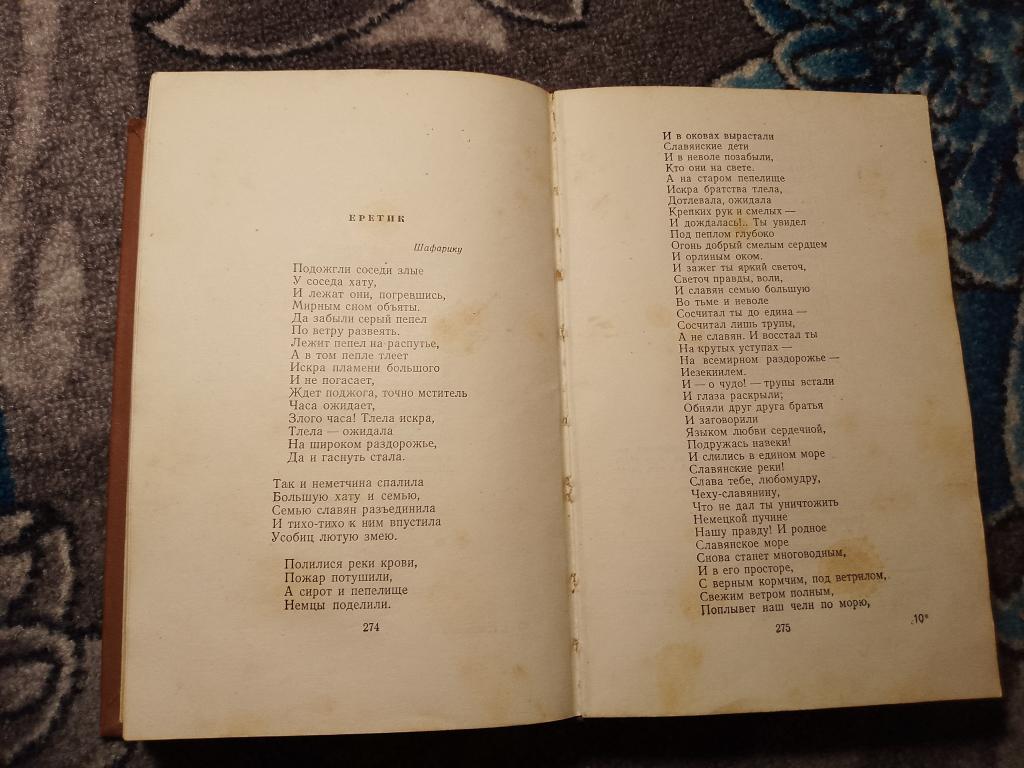 ЕРЕТИК
Шафарику
Подожгли соседи злые
У соседа хату,
И лежат они, погревшись,
Мирным сном объяты.
Да забыли серый пепел
По ветру развеять.
Лежит пепел на распутье,
А в том пепле тлеет
Искра пламени большого
И не погасает,
Ждет поджога, точно мститель
Часа ожидает,
Злого часа! Тлела искра,
Тлела — ожидала
На широком раздорожье,
Да и гаснуть стала.
Так и неметчина спалила
Большую хату и семью,
Семью славян разъединила
И тихо-тихо к ним впустила
Усобиц лютую змею.
Полилися реки крови,
Пожар потушили,
А сирот и пепелище
Немцы поделили.
274
И в оковах вырастали
Славянские дети
И в неволе позабыли,
Кто они на свете.
А на старом пепелище
Искра братства тлела,
Дотлевала, ожидала
Крепких рук и смелых —
И дождалась!.. Ты увидел
Под пеплом глубоко
Огонь добрый смелым сердцем
И орлиным оком.
И зажег ты яркий светоч,
Светоч правды, воли,
И славян семью большую
Во тьме и неволе
Сосчитал ты до едина —
Сосчитал лишь трупы,
А не славян. И восстал ты
На крутых уступах —
На всемирном раздорожье —
Иезекиилем.
И — о чудо! — трупы встали
И глаза раскрыли;
Обняли друг друга братья
И заговорили
Языком любви сердечной,
Подружась навеки!
И слились в едином море
Славянские реки!
Слава тебе, любомудру,
Чеху-славянину,
Что не дал ты уничтожить
Немецкой пучине
Нашу правду! И родное
Славянское море
Снова станет многоводным,
И в его просторе,
С верным кормчим, под ветрилом,
Свежим ветром полным,
Поплывет наш челн по морю,
275
10*